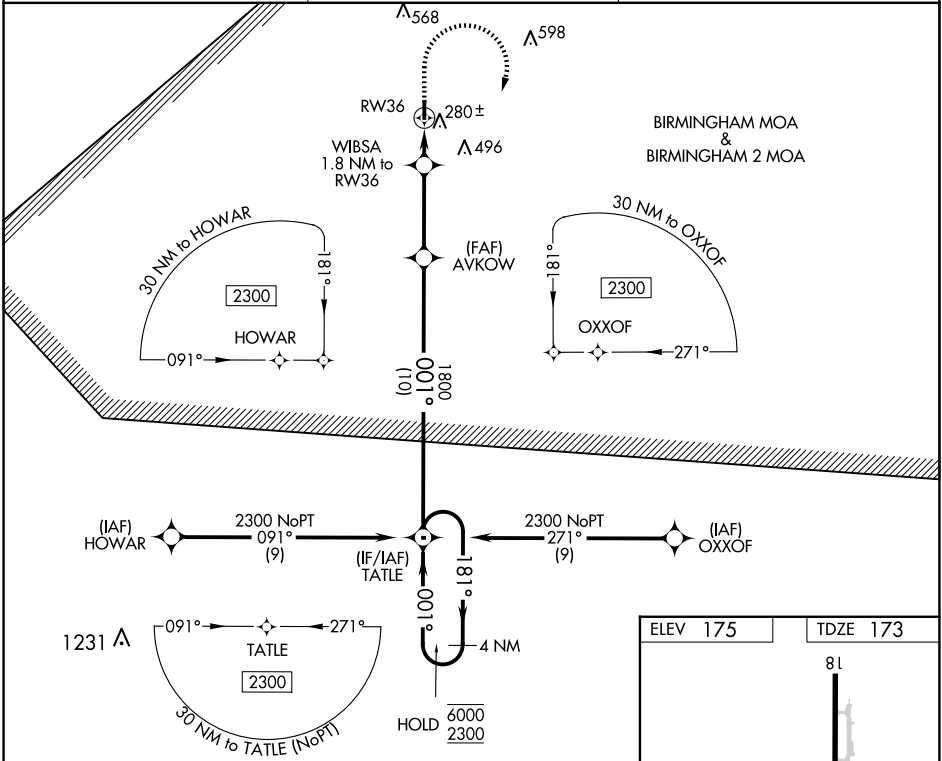 568
598
RW36
280±
WIBSA
1.8 NM to
RW36
496
BIRMINGHAM MOA
&
BIRMINGHAM 2 MOA
30 NM to HOWAR
181°
2300
HOWAR
091°
(FAF)
AVKOW
30 NM to OXXOF
181°
2300
OXXOF
271°
1800
001°
(10)
(IAF)
HOWAR
2300 NoPT
091°
(9)
(IF/IAF)
TATLE
2300 NoPT
271°
(9)
(IAF)
OXXOF
001°
181°
4 NM
HOLD
6000
2300
1231
091°
271°
TATLE
2300
30 NM to TATLE (NoPT)
ELEV 175
TDZE 173
18